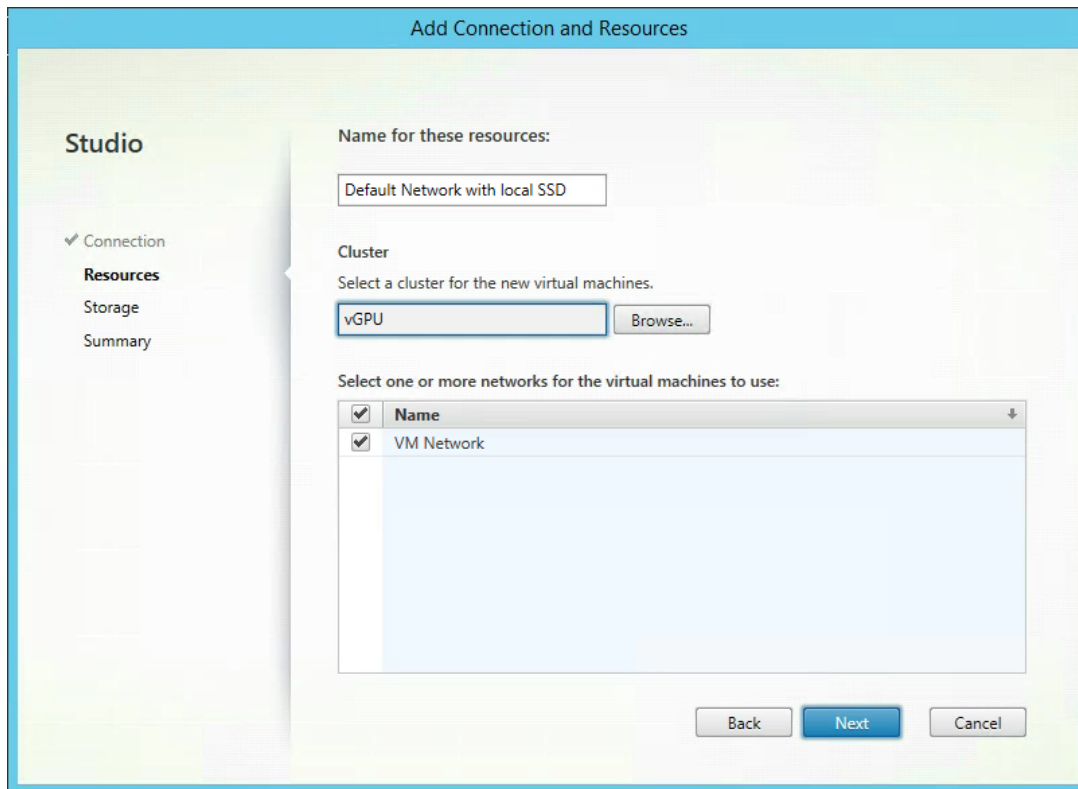 Add Connection and Resources
Studio
Connection
Resources
Storage
Summary
Name for these resources:
Default Network with local SSD
Cluster
Select a cluster for the new virtual machines.
vGPU
Browse...
Select one or more networks for the virtual machines to use:
Name
VM Network
Back
Next
Cancel